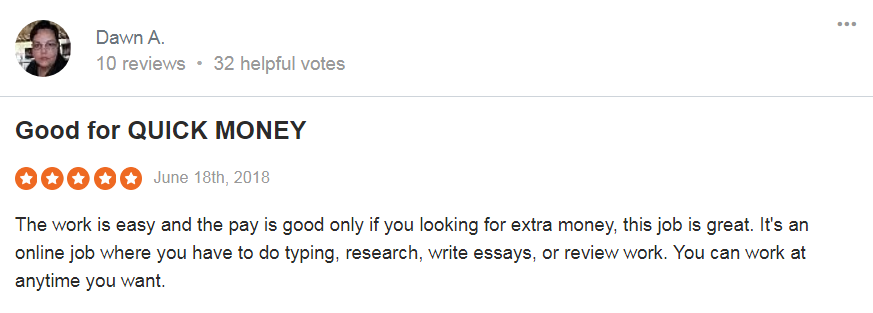 Dawn A.
10 reviews • 32 helpful votes
Good for QUICK MONEY
June 18th, 2018
The work is easy and the pay is good only if you looking for extra money, this job is great. It's an
online job where you have to do typing, research, write essays, or review work. You can work at
anytime you want.